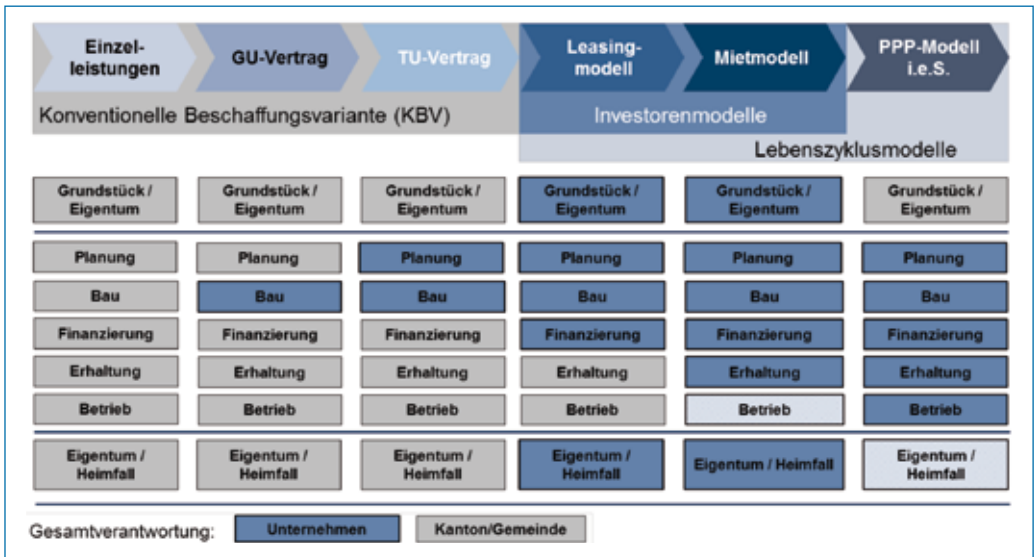 Einzel-
leistungen
GU-Vertrag
TU-Vertrag
Leasing-
modell
Mietmodell
PPP-Modell
i.e.S.
Konventionelle Beschaffungsvariante (KBV)
Investorenmodelle
Lebenszyklusmodelle
Grundstück /
Eigentum
Grundstück /
Eigentum
Grundstück /
Eigentum
Grundstück /
Eigentum
Grundstück /
Eigentum
Grundstück /
Eigentum
Planung
Planung
Planung
Planung
Planung
Planung
Bau
Bau
Bau
Bau
Bau
Bau
Finanzierung
Finanzierung
Finanzierung
Finanzierung
Finanzierung
Finanzierung
Erhaltung
Erhaltung
Erhaltung
Erhaltung
Erhaltung
Erhaltung
Betrieb
Betrieb
Betrieb
Betrieb
Betrieb
Betrieb
Eigentum /
Heimfall
Eigentum /
Heimfall
Eigentum /
Heimfall
Eigentum /
Heimfall
Eigentum / Heimfall
Eigentum /
Heimfall
Gesamtverantwortung:
Unternehmen
Kanton/Gemeinde